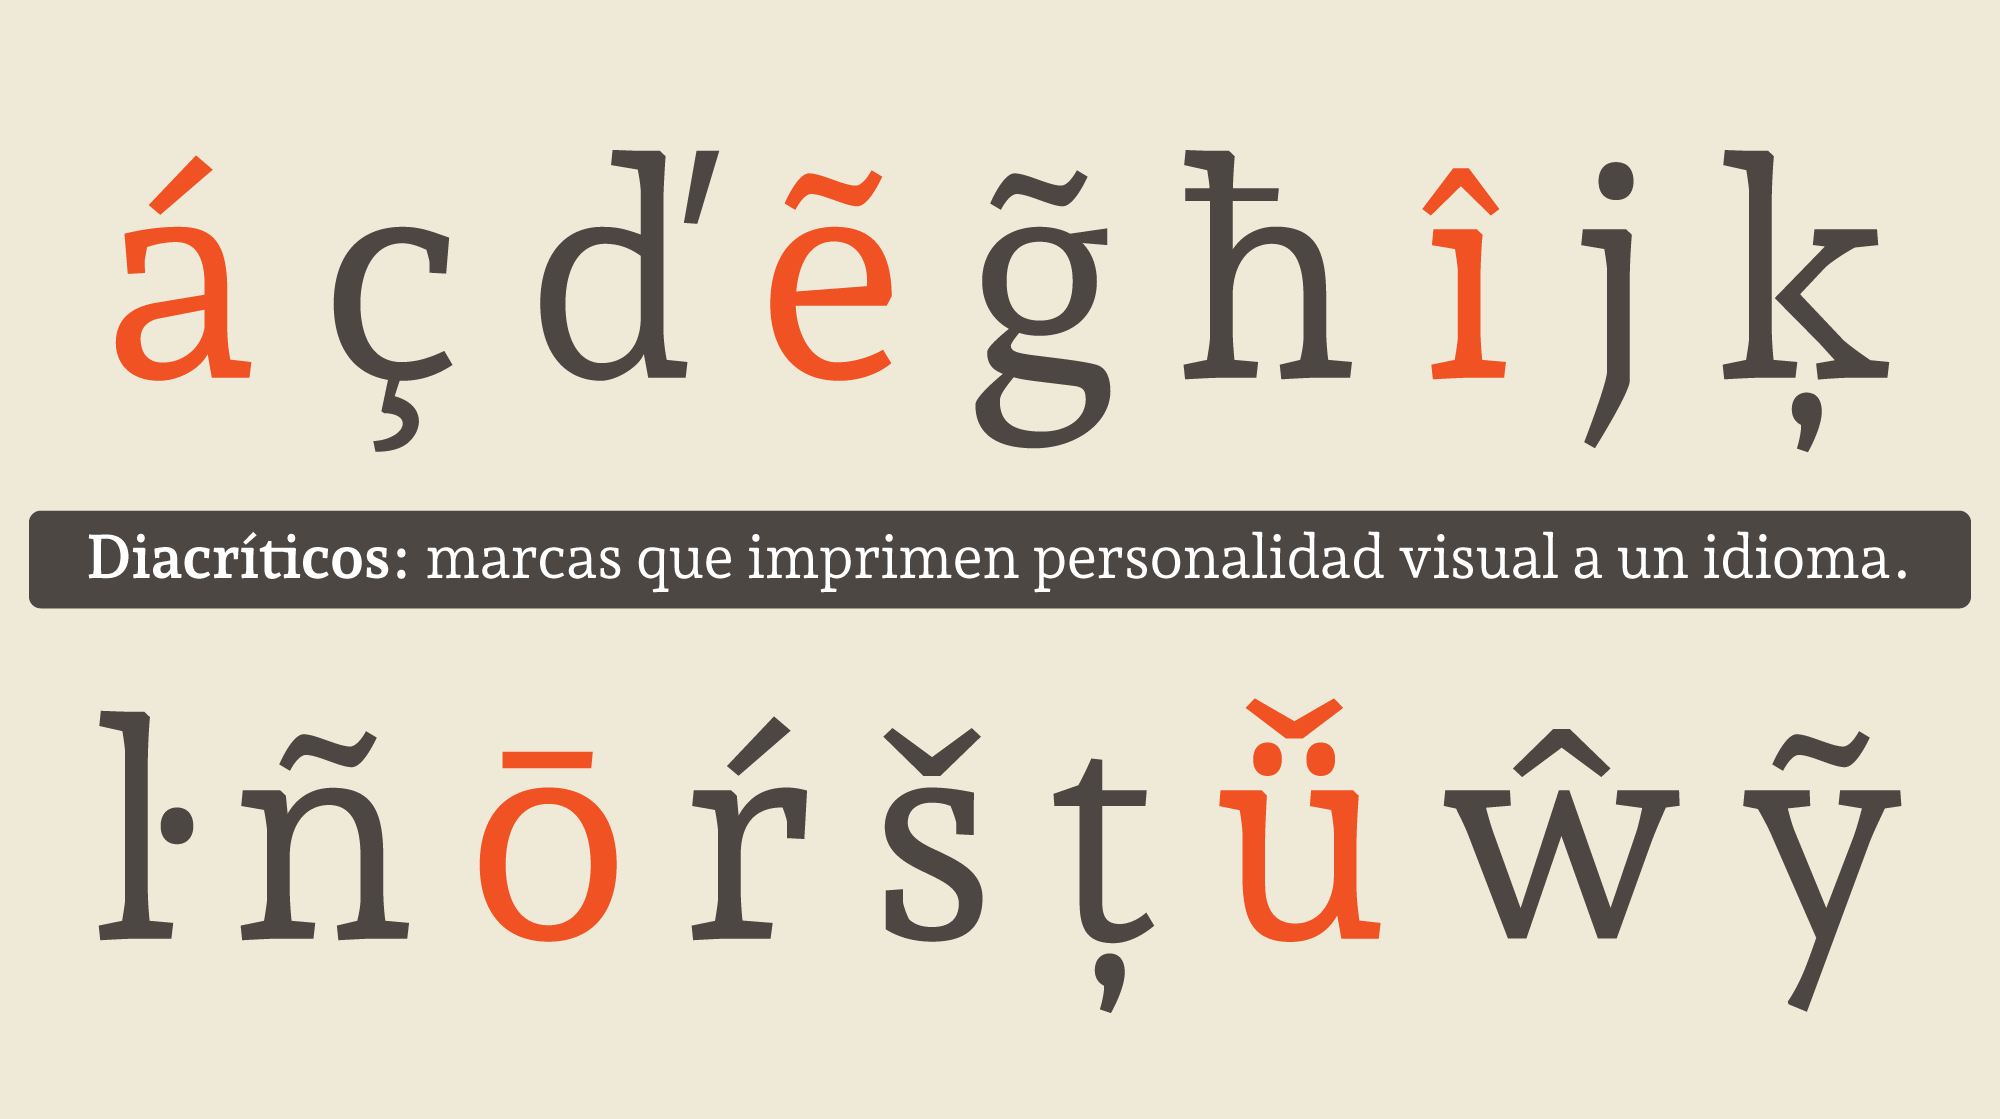 á ç ď ẽ g̃ ħ î j ķ
Diacríticos: marcas que imprimen personalidad visual a un idioma.
ŀ ñ ō ŕ š ț ǚ ŵ ỹ